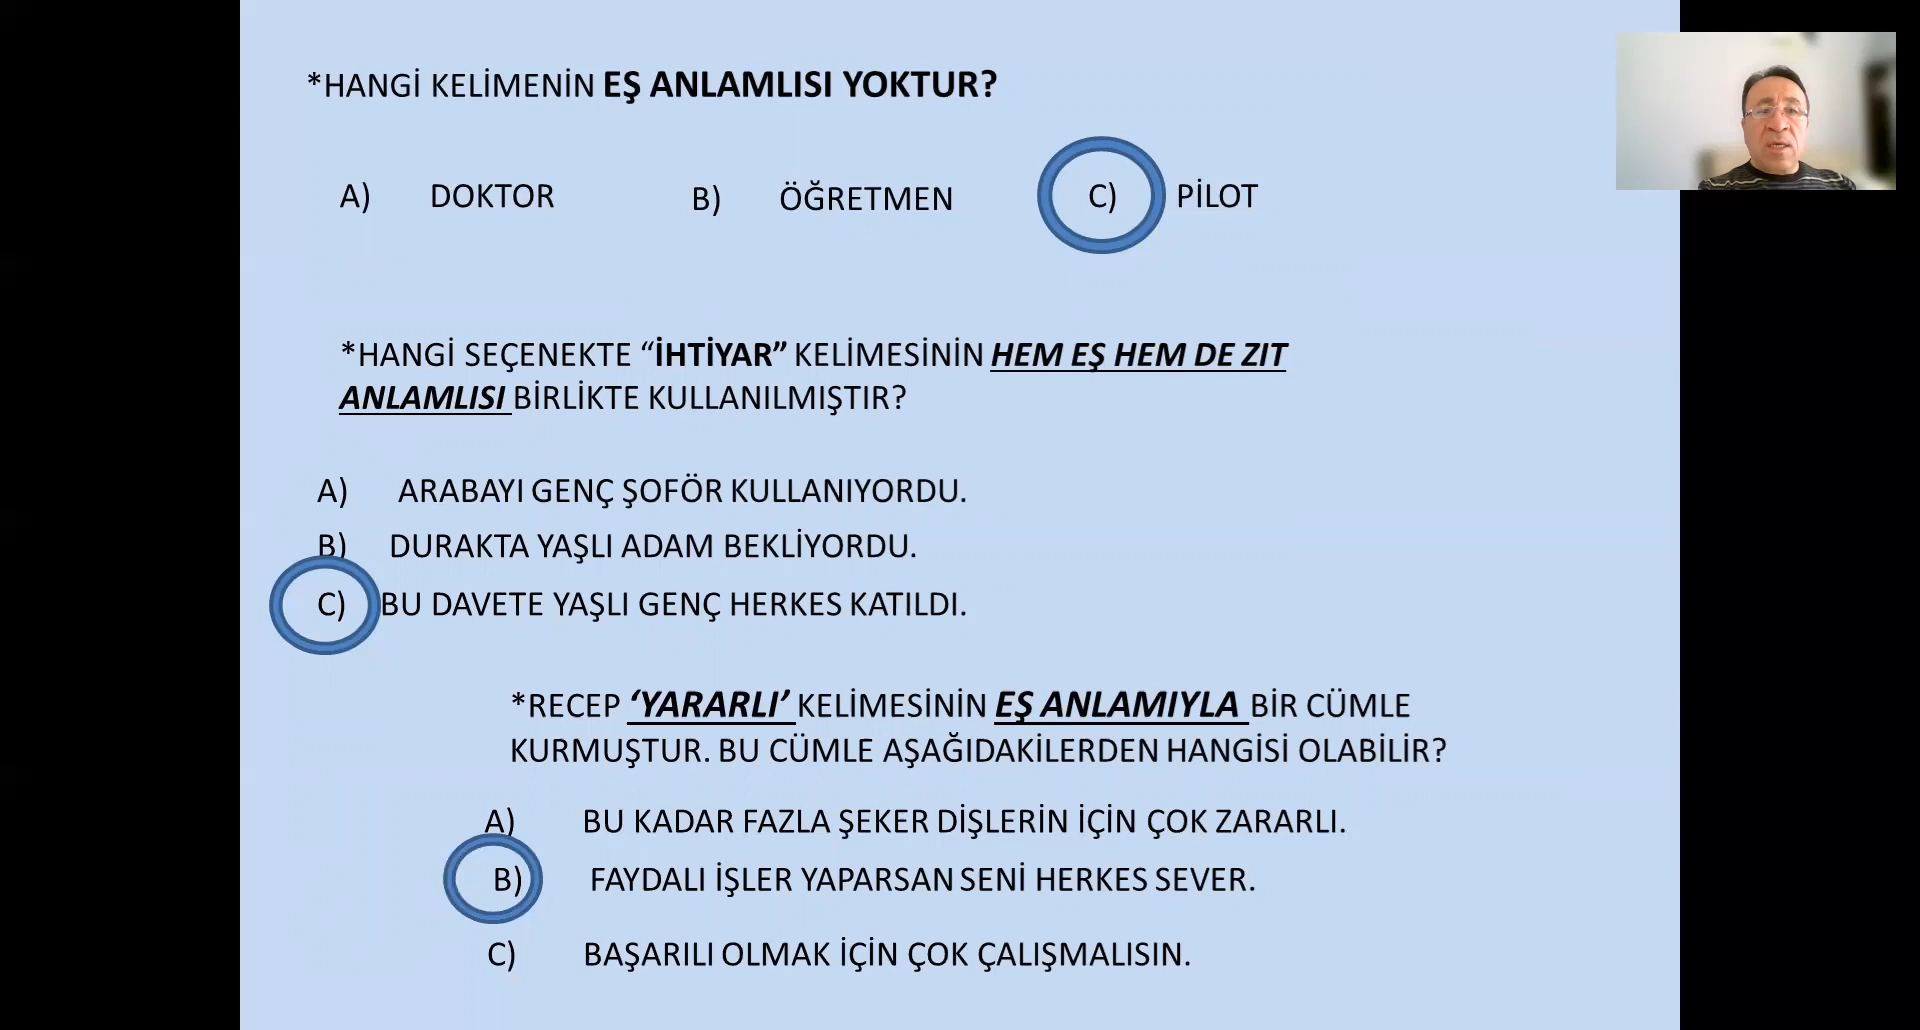 *HANGİ KELİMENİN EŞ ANLAMLISI YOKTUR?
A) DOKTOR B) ÖĞRETMEN C) PİLOT
*HANGİ SEÇENEKTE “İHTİYAR” KELİMESİNİN HEM EŞ HEM DE ZIT
ANLAMLISI BİRLİKTE KULLANILMIŞTIR?
A) ARABAYI GENÇ ŞOFÖR KULLANIYORDU.
B) DURAKTA YAŞLI ADAM BEKLİYORDU.
C) BU DAVETE YAŞLI GENÇ HERKES KATILDI.
*RECEP ‘YARARLI’ KELİMESİNİN EŞ ANLAMIYLA BİR CÜMLE
KURMUŞTUR. BU CÜMLE AŞAĞIDAKİLERDEN HANGİSİ OLABİLİR?
A) BU KADAR FAZLA ŞEKER DİŞLERİN İÇİN ÇOK ZARARLI.
B) FAYDALI İŞLER YAPARSAN SENİ HERKES SEVER.
C) BAŞARILI OLMAK İÇİN ÇOK ÇALIŞMALISIN.